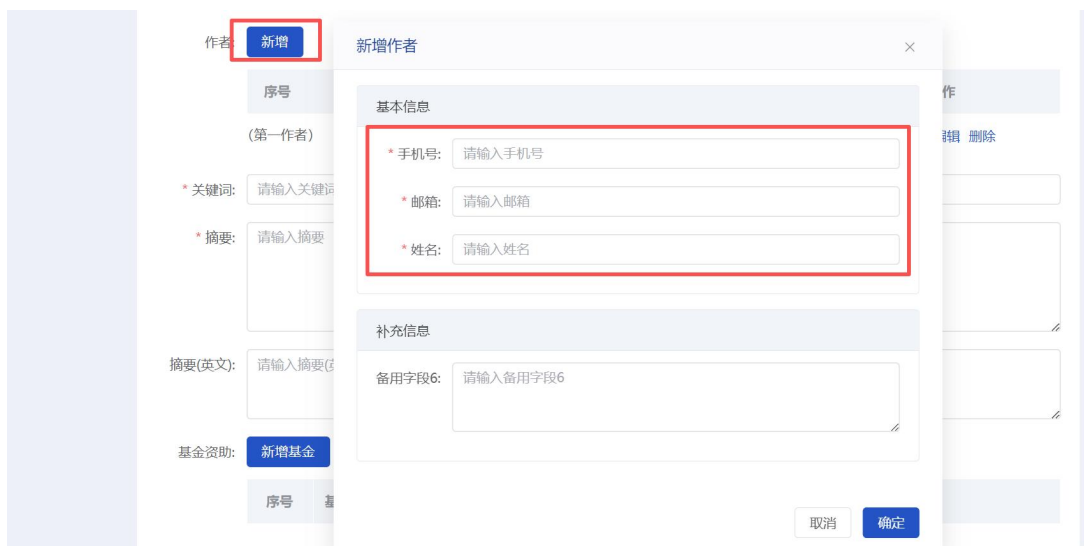 作者: 新增
新增作者
序号
作
基本信息
(第一作者)
删除
* 手机号: 请输入手机号
* 关键词: 请输入关键词
* 邮箱: 请输入邮箱
* 摘要: 请输入摘要
* 姓名: 请输入姓名
补充信息
摘要(英文): 请输入摘要(英
备用字段6: 请输入备用字段6
基金资助: 新增基金
序号 基
取消 确定